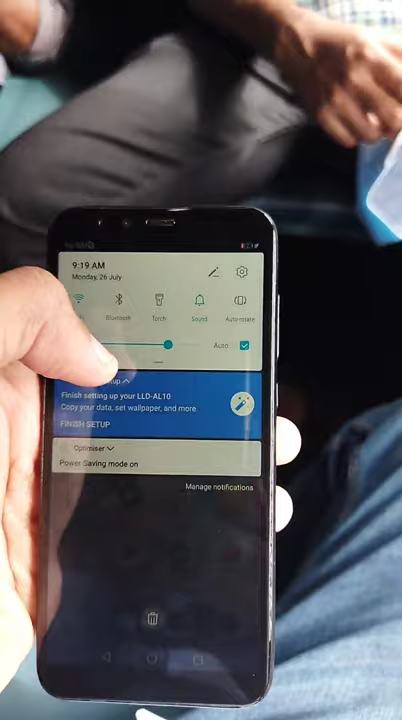 9:19 AM
Monday, 26 July
Bluetooth
Torch
Sound
Auto-rotate
Auto
Finish setting up your LLD-AL10
Copy your data, set wallpaper, and more
FINISH SETUP
Optimiser
Power Saving mode on
Manage notifications